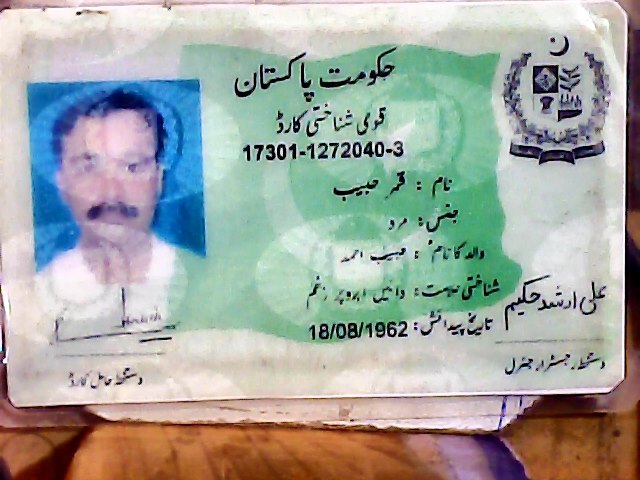 حکومت پاکستان
قومی شناختی کارڈ
17301-1272040-3
نام : قمر حبیب
جنس : مرد
والد کا نام : حبیب احمد
شناختی علامت : دائیں ابرو پر زخم
تاریخ پیدائش : 18/08/1962
علی ارشد حکیم
دستخط حامل کارڈ
دستخط رجسٹرار جنرل